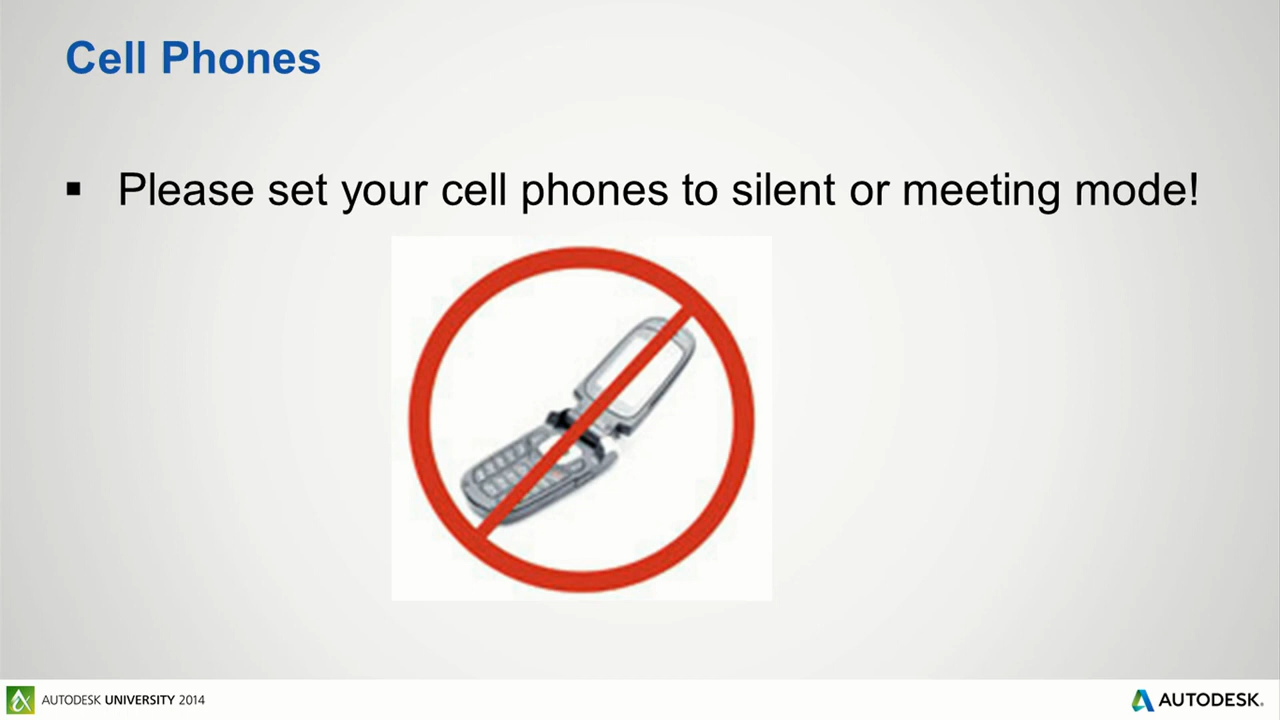 Cell Phones
▪ Please set your cell phones to silent or meeting mode!
AUTODESK UNIVERSITY 2014
AUTODESK.